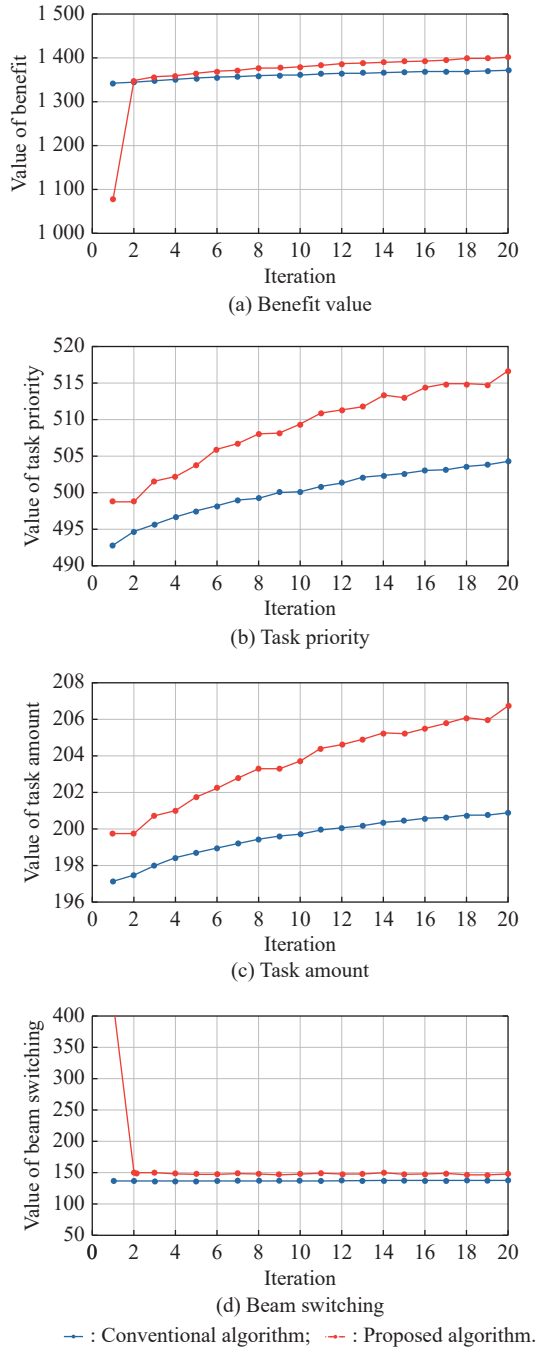 1 500
1 400
1 300
1 200
1 100
1 000
Value of benefit
0 2 4 6 8 10 12 14 16 18 20
Iteration
(a) Benefit value
520
515
510
505
500
495
490
Value of task priority
0 2 4 6 8 10 12 14 16 18 20
Iteration
(b) Task priority
208
206
204
202
200
198
196
Value of task amount
0 2 4 6 8 10 12 14 16 18 20
Iteration
(c) Task amount
400
350
300
250
200
150
100
50
Value of beam switching
0 2 4 6 8 10 12 14 16 18 20
Iteration
(d) Beam switching
: Conventional algorithm; : Proposed algorithm.